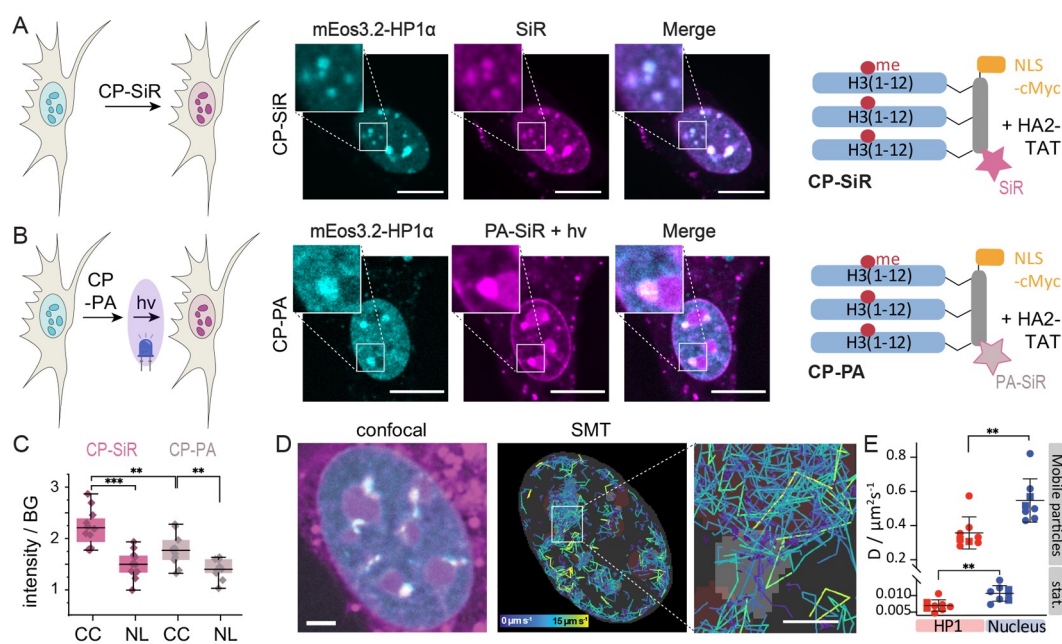 A
CP-SiR
mEos3.2-HP1α
SiR
Merge
CP-SiR
me
H3(1-12)
H3(1-12)
H3(1-12)
NLS
-cMyc
+ HA2-
TAT
SiR
CP-SiR
B
CP
-PA
hv
mEos3.2-HP1α
PA-SiR + hv
Merge
CP-PA
me
H3(1-12)
H3(1-12)
H3(1-12)
NLS
-cMyc
+ HA2-
TAT
PA-SiR
CP-PA
C
CP-SiR
CP-PA
**
**
***
intensity / BG
2
1
CC
NL
CC
NL
D
confocal
SMT
0 μm s⁻¹
15 μm s⁻¹
E
**
D / μm²s⁻¹
0.8
0.6
0.4
0.2
**
0.010
0.005
HP1
Nucleus
Mobile particles
stat.